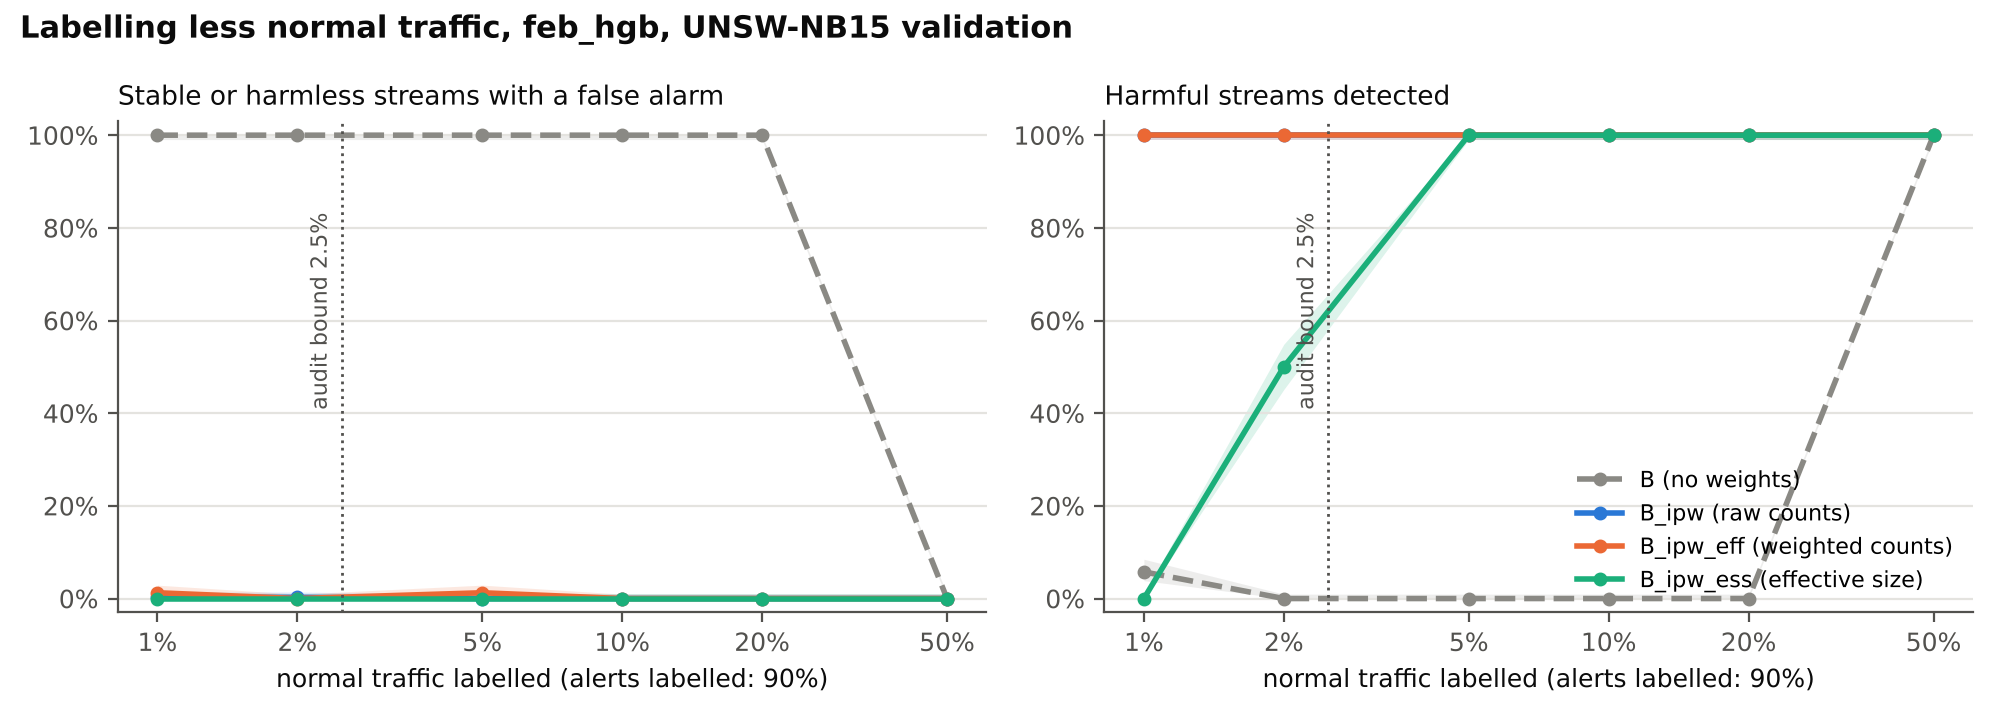 Labelling less normal traffic, feb_hgb, UNSW-NB15 validation
Stable or harmless streams with a false alarm
100%
80%
60%
40%
20%
0%
audit bound 2.5%
1%
2%
5%
10%
20%
50%
normal traffic labelled (alerts labelled: 90%)
Harmful streams detected
100%
80%
60%
40%
20%
0%
audit bound 2.5%
B (no weights)
B_ipw (raw counts)
B_ipw_eff (weighted counts)
B_ipw_ess (effective size)
1%
2%
5%
10%
20%
50%
normal traffic labelled (alerts labelled: 90%)